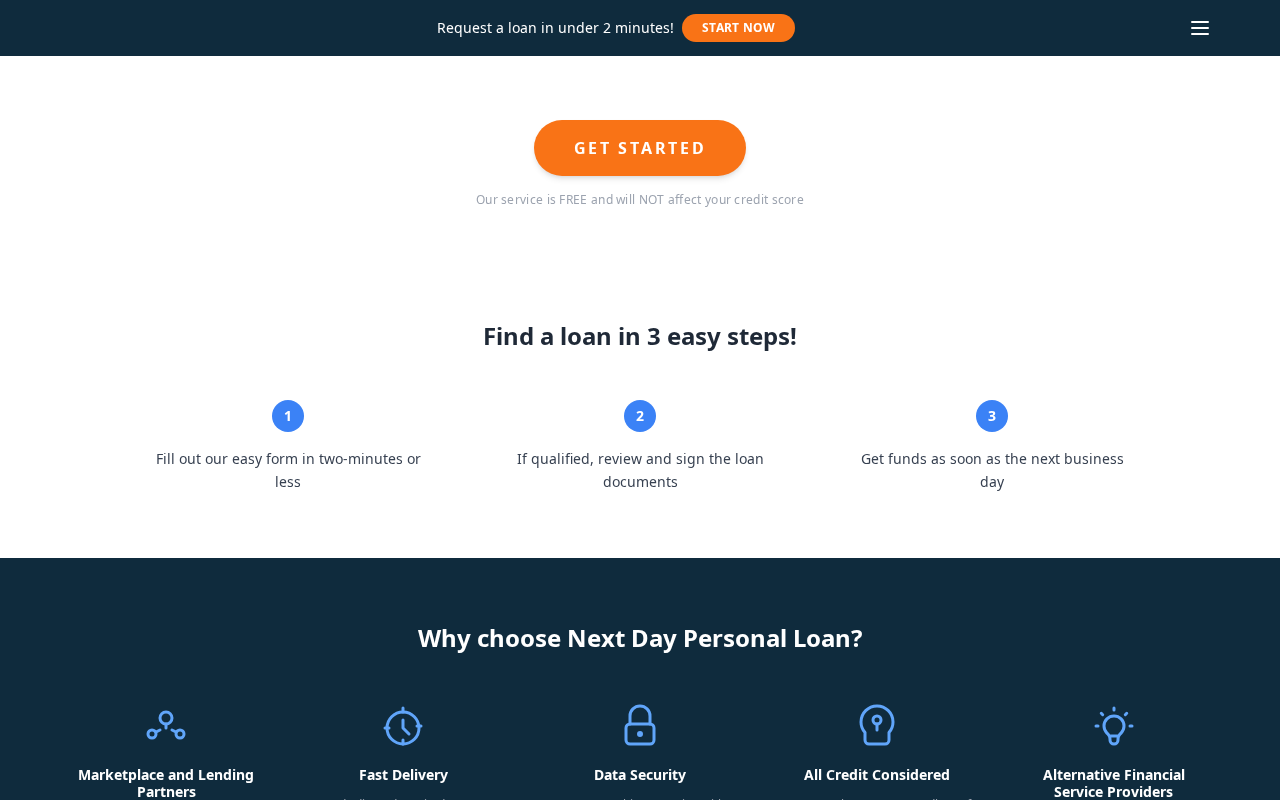 Request a loan in under 2 minutes! START NOW
GET STARTED
Our service is FREE and will NOT affect your credit score
Find a loan in 3 easy steps!
1
Fill out our easy form in two-minutes or
less
2
If qualified, review and sign the loan
documents
3
Get funds as soon as the next business
day
Why choose Next Day Personal Loan?
Marketplace and Lending
Partners
Fast Delivery
Data Security
All Credit Considered
Alternative Financial
Service Providers